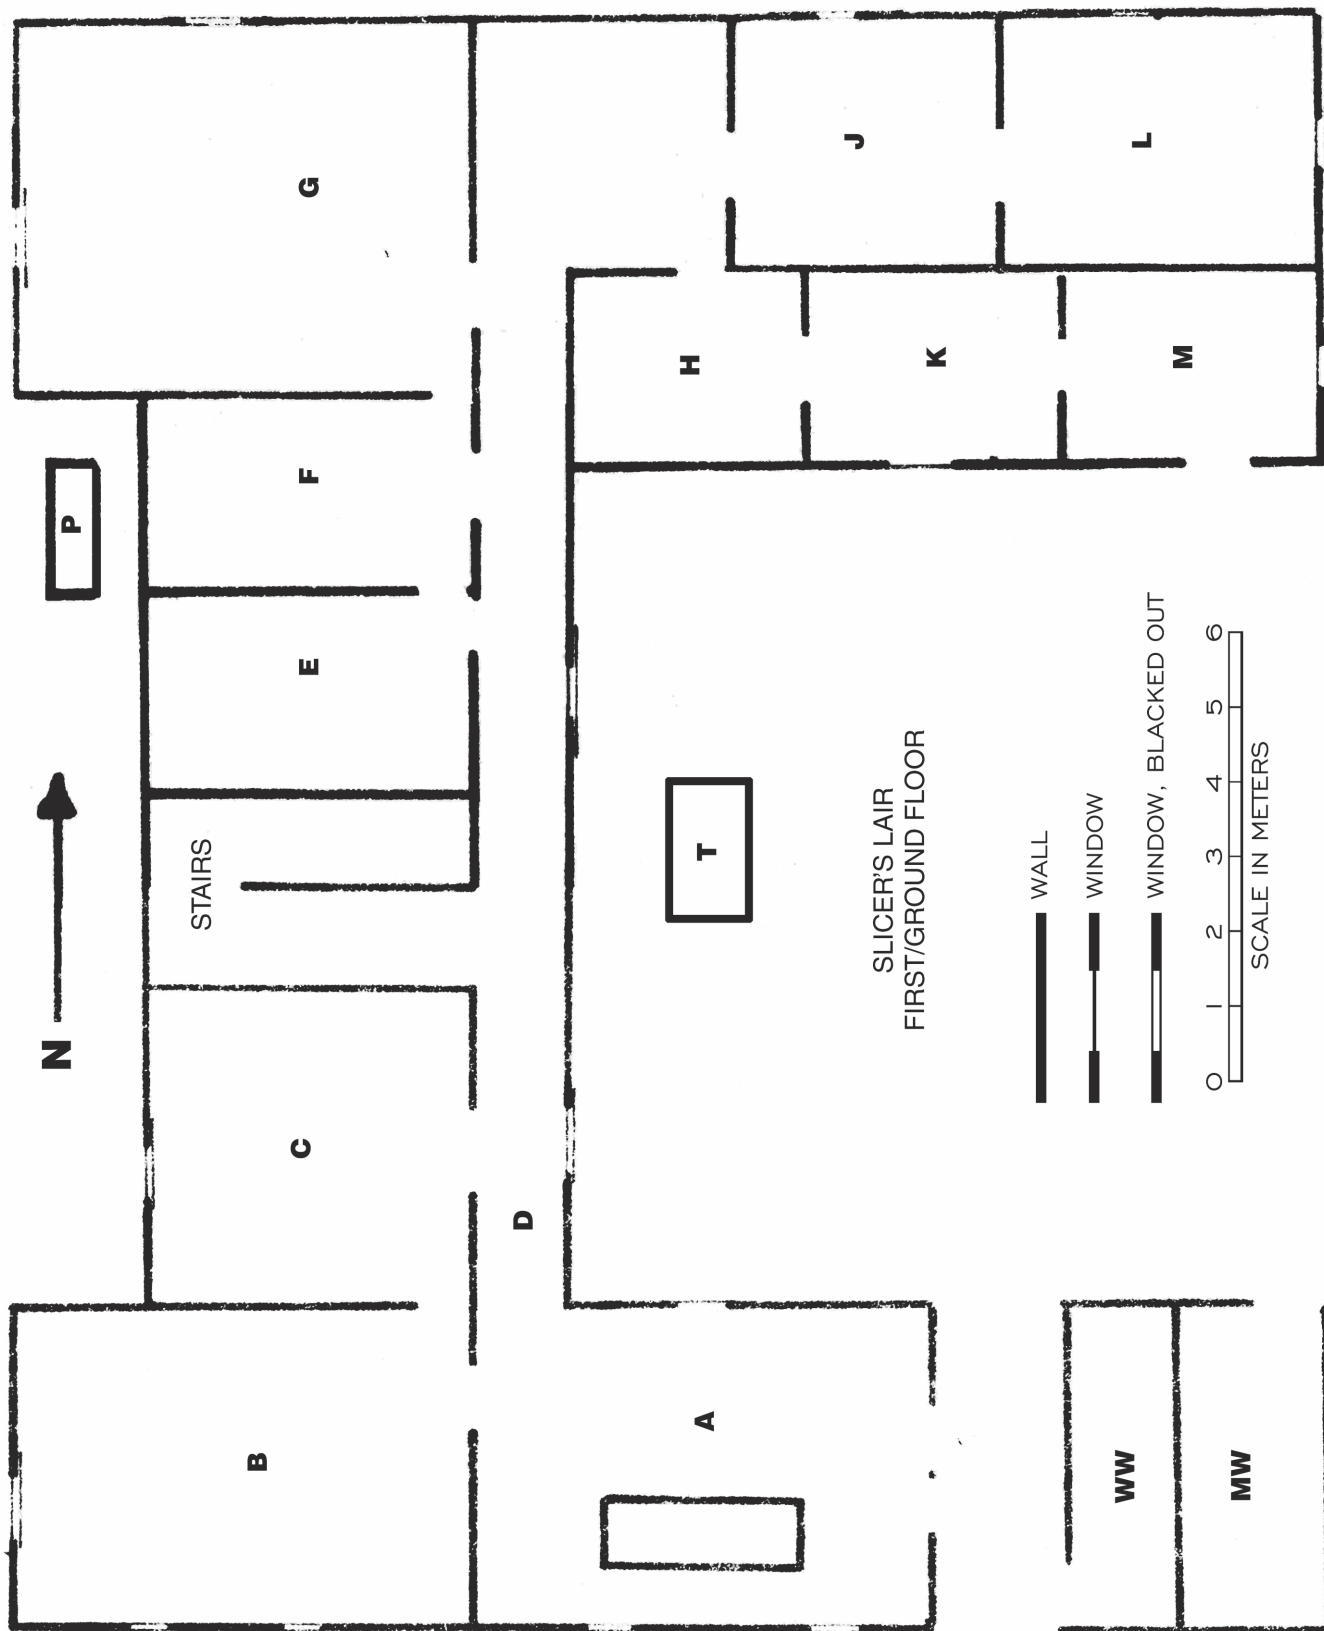 G
J
L
H
K
M
P
F
E
N
STAIRS
T
C
D
B
A
WW
MW
SLICER'S LAIR
FIRST/GROUND FLOOR
WALL
WINDOW
WINDOW, BLACKED OUT
0 1 2 3 4 5 6
SCALE IN METERS